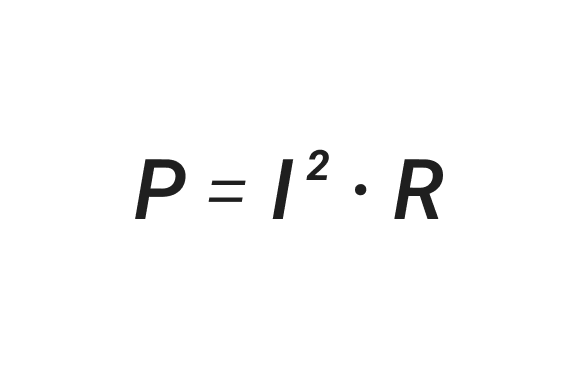 P = I² · R